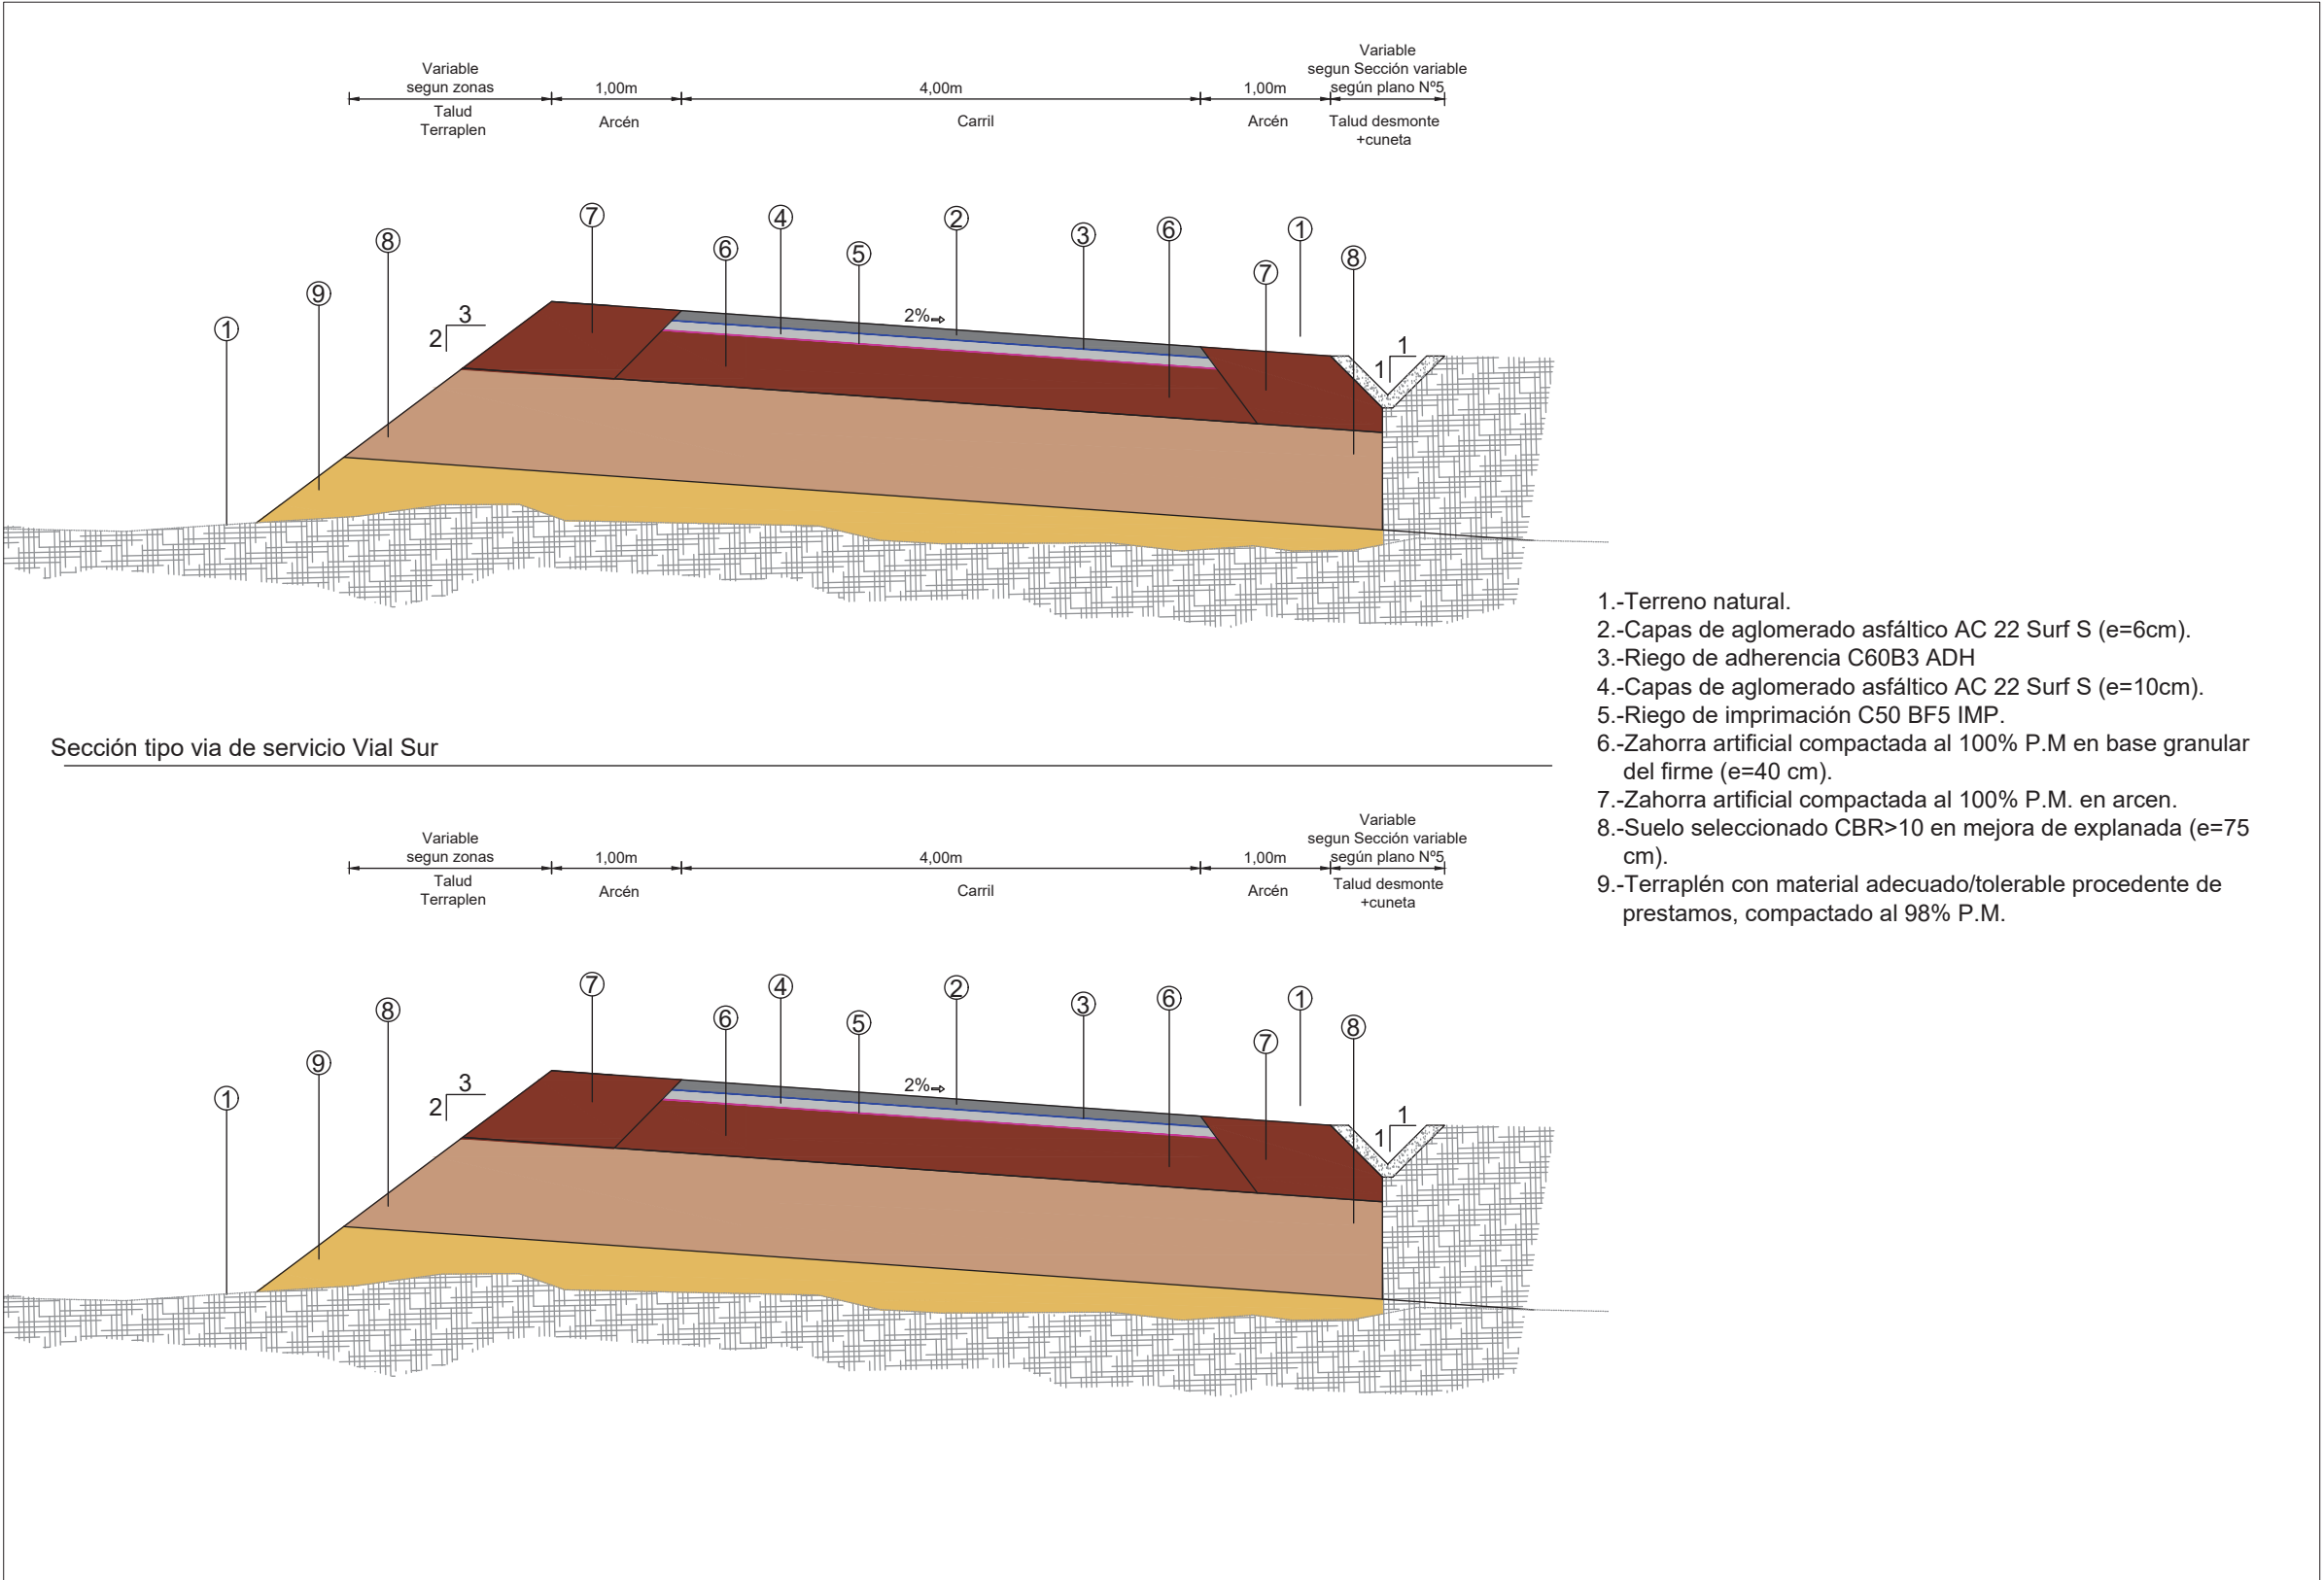 Variable
segun zonas
Talud
Terraplen
1,00m
Arcén
4,00m
Carril
1,00m
Arcén
Variable
segun Sección variable
según plano Nº5
Talud desmonte
+cuneta
7
4
2
6
1
8
6
5
3
7
8
9
1
3
2
2%
1
1
1.-Terreno natural.
2.-Capas de aglomerado asfáltico AC 22 Surf S (e=6cm).
3.-Riego de adherencia C60B3 ADH
4.-Capas de aglomerado asfáltico AC 22 Surf S (e=10cm).
5.-Riego de imprimación C50 BF5 IMP.
6.-Zahorra artificial compactada al 100% P.M en base granular
del firme (e=40 cm).
7.-Zahorra artificial compactada al 100% P.M. en arcen.
8.-Suelo seleccionado CBR>10 en mejora de explanada (e=75
cm).
9.-Terraplén con material adecuado/tolerable procedente de
prestamos, compactado al 98% P.M.
Sección tipo via de servicio Vial Sur
Variable
segun zonas
Talud
Terraplen
1,00m
Arcén
4,00m
Carril
1,00m
Arcén
Variable
segun Sección variable
según plano Nº5
Talud desmonte
+cuneta
7
4
2
6
1
8
6
5
3
7
8
9
1
3
2
2%
1
1